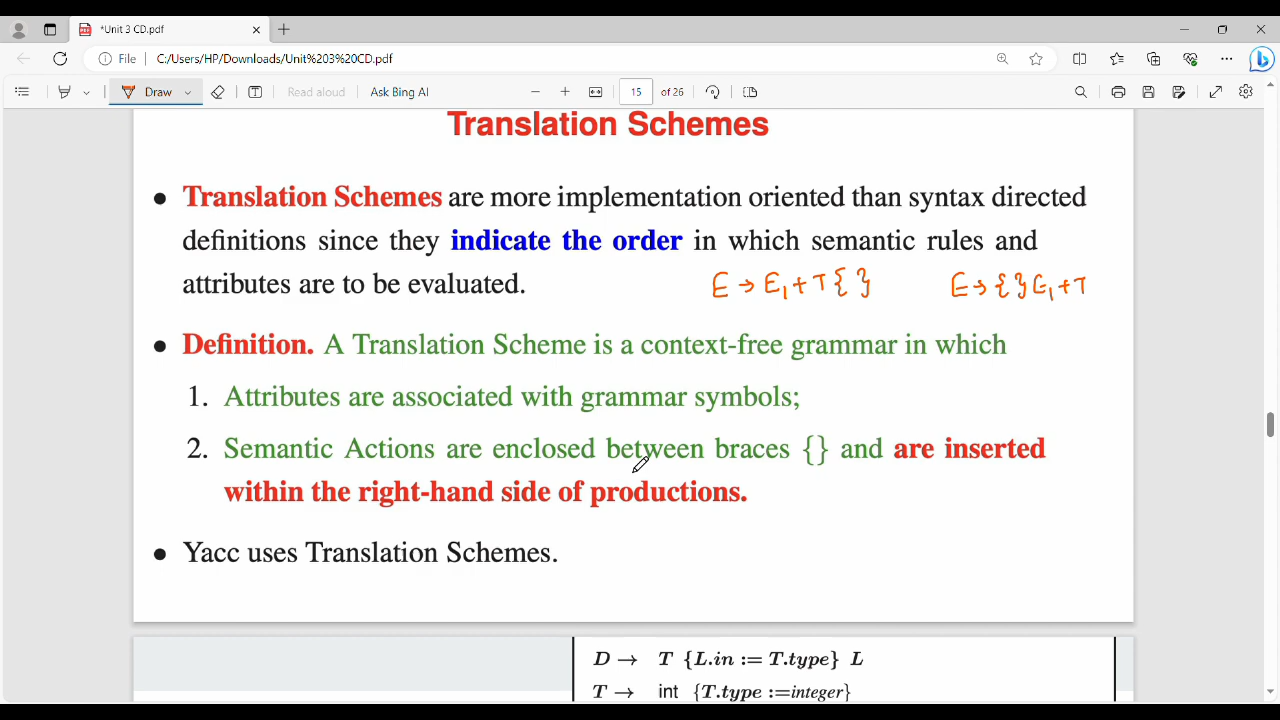 *Unit 3 CD.pdf
File C:/Users/HP/Downloads/Unit%203%20CD.pdf
Draw Read aloud Ask Bing AI 15 of 26
Translation Schemes
• Translation Schemes are more implementation oriented than syntax directed
definitions since they indicate the order in which semantic rules and
attributes are to be evaluated.
E → E₁ + T { } E → { } E₁ + T
• Definition. A Translation Scheme is a context-free grammar in which
1. Attributes are associated with grammar symbols;
2. Semantic Actions are enclosed between braces {} and are inserted
within the right-hand side of productions.
• Yacc uses Translation Schemes.
D → T {L.in := T.type} L
T → int {T.type :=integer}